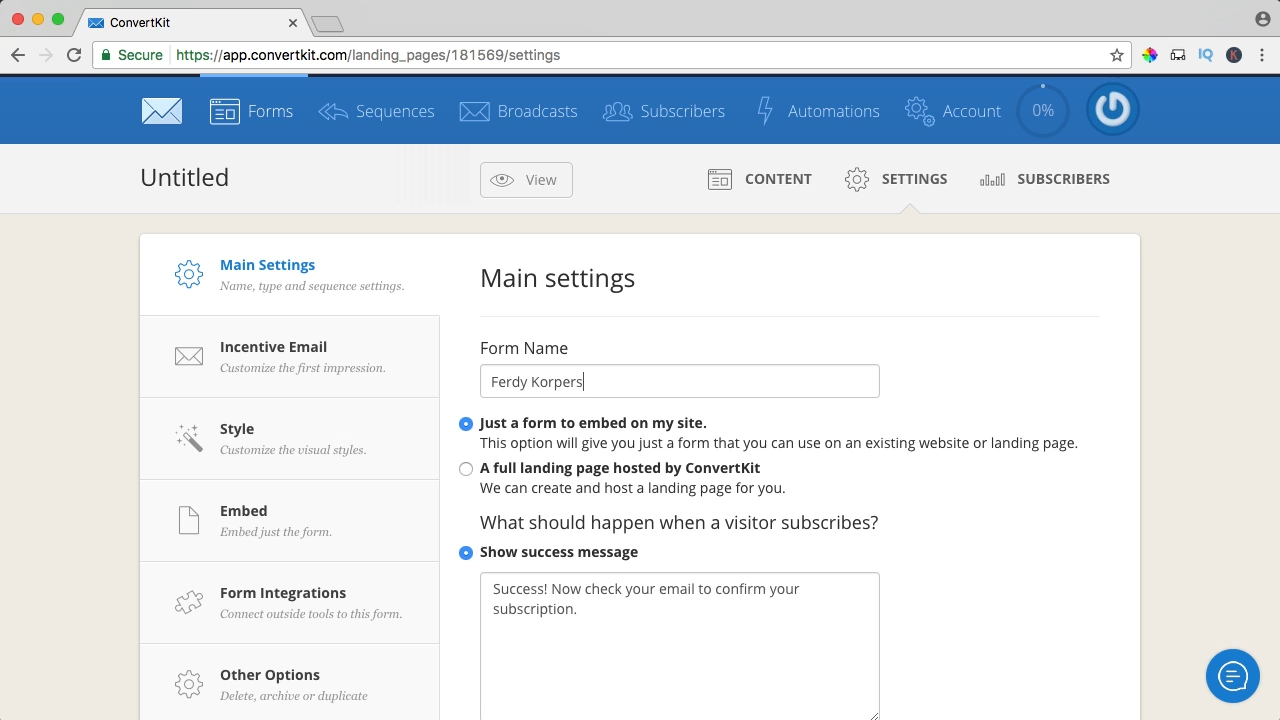 ConvertKit
Secure https://app.convertkit.com/landing_pages/181569/settings
IQ
K
Forms Sequences Broadcasts Subscribers Automations Account 0%
Untitled View CONTENT SETTINGS SUBSCRIBERS
Main Settings
Name, type and sequence settings.
Incentive Email
Customize the first impression.
Style
Customize the visual styles.
Embed
Embed just the form.
Form Integrations
Connect outside tools to this form.
Other Options
Delete, archive or duplicate
Main settings
Form Name
Ferdy Korpers
Just a form to embed on my site.
This option will give you just a form that you can use on an existing website or landing page.
A full landing page hosted by ConvertKit
We can create and host a landing page for you.
What should happen when a visitor subscribes?
Show success message
Success! Now check your email to confirm your
subscription.